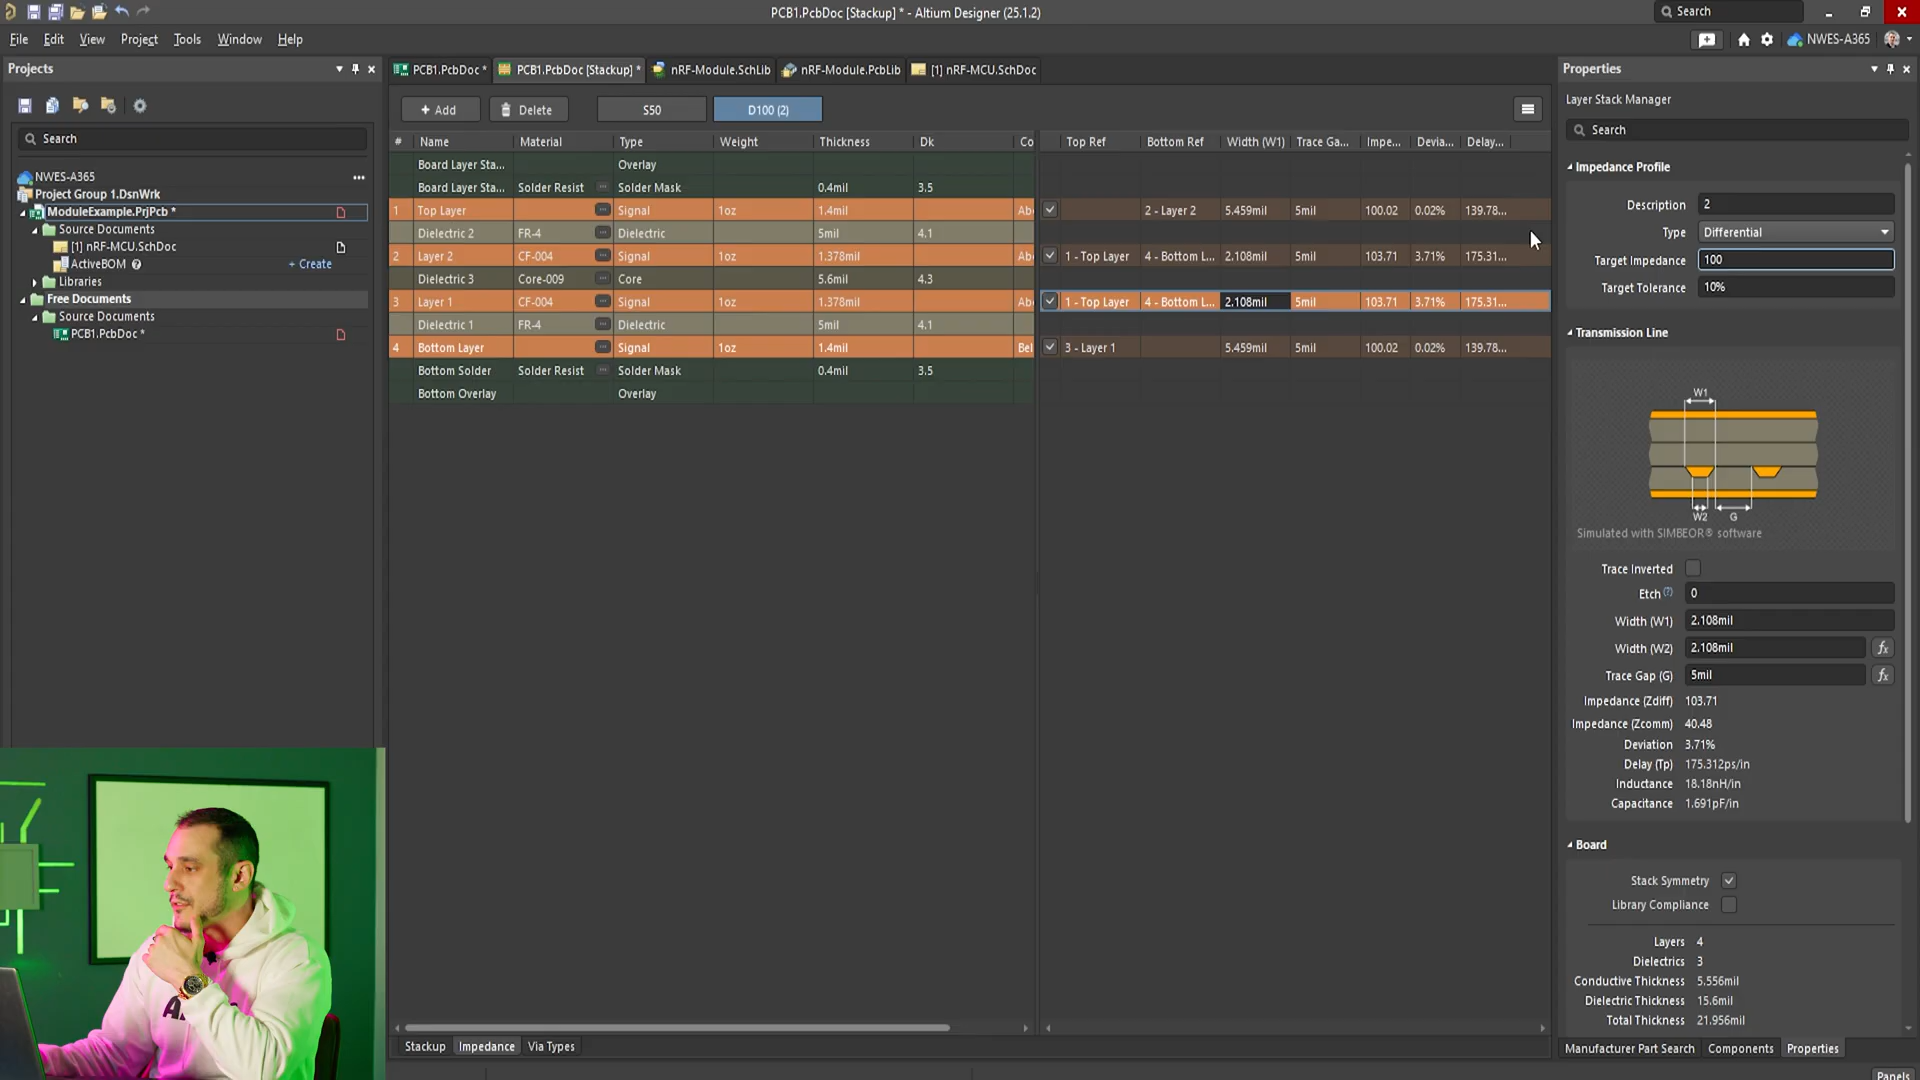 PCB1.PcbDoc [Stackup] * - Altium Designer (25.1.2)
Search
File Edit View Project Tools Window Help
NWES-A365
Projects
PCB1.PcbDoc *
PCB1.PcbDoc [Stackup] *
nRF-Module.SchLib
nRF-Module.PcbLib
[1] nRF-MCU.SchDoc
Properties
Search
NWES-A365
Project Group 1.DsnWrk
ModuleExample.PrjPcb *
Source Documents
[1] nRF-MCU.SchDoc
ActiveBOM + Create
Libraries
Free Documents
Source Documents
PCB1.PcbDoc *
+ Add Delete S50 D100 (2)
# Name Material Type Weight Thickness Dk Co Top Ref Bottom Ref Width (W1) Trace Ga... Impe... Devia... Delay...
Board Layer Sta... Overlay
Board Layer Sta... Solder Resist Solder Mask 0.4mil 3.5
1 Top Layer Signal 1oz 1.4mil Ab 2 - Layer 2 5.459mil 5mil 100.02 0.02% 139.78...
Dielectric 2 FR-4 Dielectric 5mil 4.1
2 Layer 2 CF-004 Signal 1oz 1.378mil Ab 1 - Top Layer 4 - Bottom L... 2.108mil 5mil 103.71 3.71% 175.31...
Dielectric 3 Core-009 Core 5.6mil 4.3
3 Layer 1 CF-004 Signal 1oz 1.378mil Ab 1 - Top Layer 4 - Bottom L... 2.108mil 5mil 103.71 3.71% 175.31...
Dielectric 1 FR-4 Dielectric 5mil 4.1
4 Bottom Layer Signal 1oz 1.4mil Bel 3 - Layer 1 5.459mil 5mil 100.02 0.02% 139.78...
Bottom Solder Solder Resist Solder Mask 0.4mil 3.5
Bottom Overlay Overlay
Stackup Impedance Via Types
Layer Stack Manager
Search
Impedance Profile
Description 2
Type Differential
Target Impedance 100
Target Tolerance 10%
Transmission Line
W1
W2 G
Simulated with SIMBEOR® software
Trace Inverted
Etch (?) 0
Width (W1) 2.108mil
Width (W2) 2.108mil fx
Trace Gap (G) 5mil fx
Impedance (Zdiff) 103.71
Impedance (Zcomm) 40.48
Deviation 3.71%
Delay (Tp) 175.312ps/in
Inductance 18.18nH/in
Capacitance 1.691pF/in
Board
Stack Symmetry
Library Compliance
Layers 4
Dielectrics 3
Conductive Thickness 5.556mil
Dielectric Thickness 15.6mil
Total Thickness 21.956mil
Manufacturer Part Search Components Properties
Panels